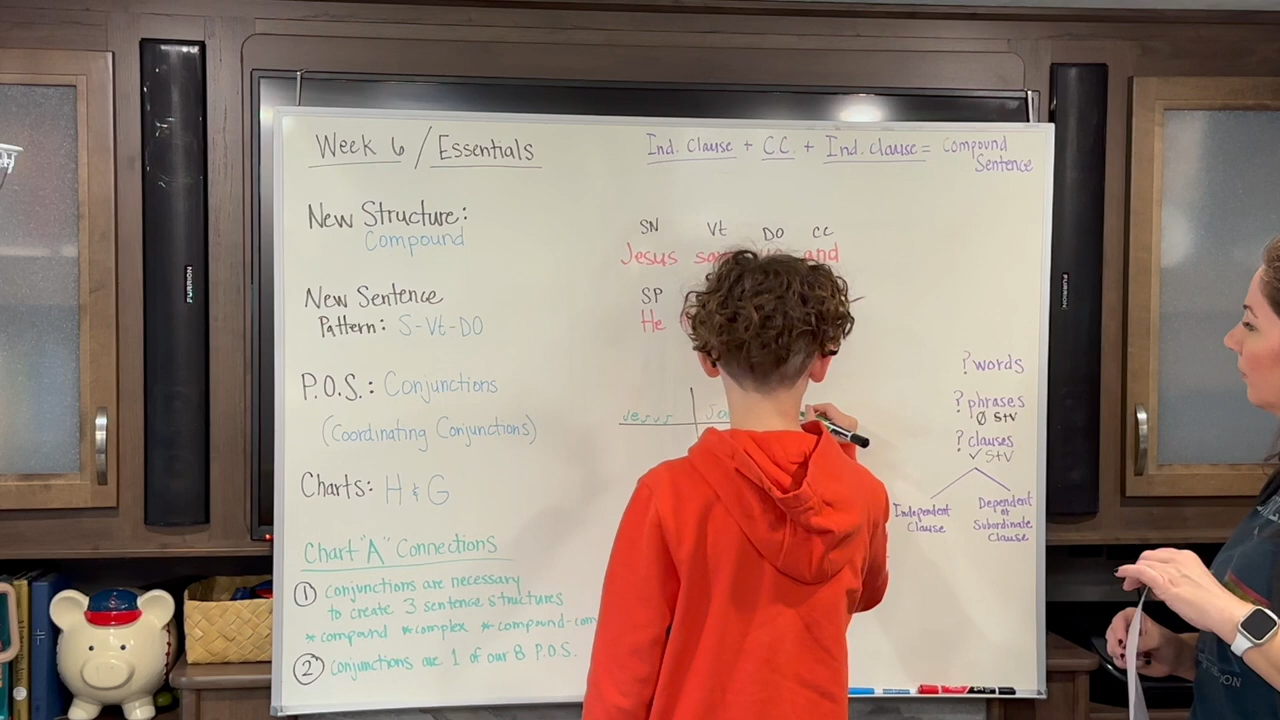 Week 6 / Essentials
New Structure:
Compound
New Sentence
Pattern: S-Vt-DO
P.O.S.: Conjunctions
(Coordinating Conjunctions)
Charts: H & G
Chart "A" Connections
① conjunctions are necessary
to create 3 sentence structures
* compound * complex * compound-com
② conjunctions are 1 of our 8 P.O.S.
Ind. Clause + C.C. + Ind. clause = Compound
Sentence
SN Vt DO CC
Jesus and
SP
He
Jesus
? words
? phrases
Ø S+V
? clauses
✓ S+V
Independent
Clause
Dependent
or
Subordinate
Clause
FURRION
FURRION